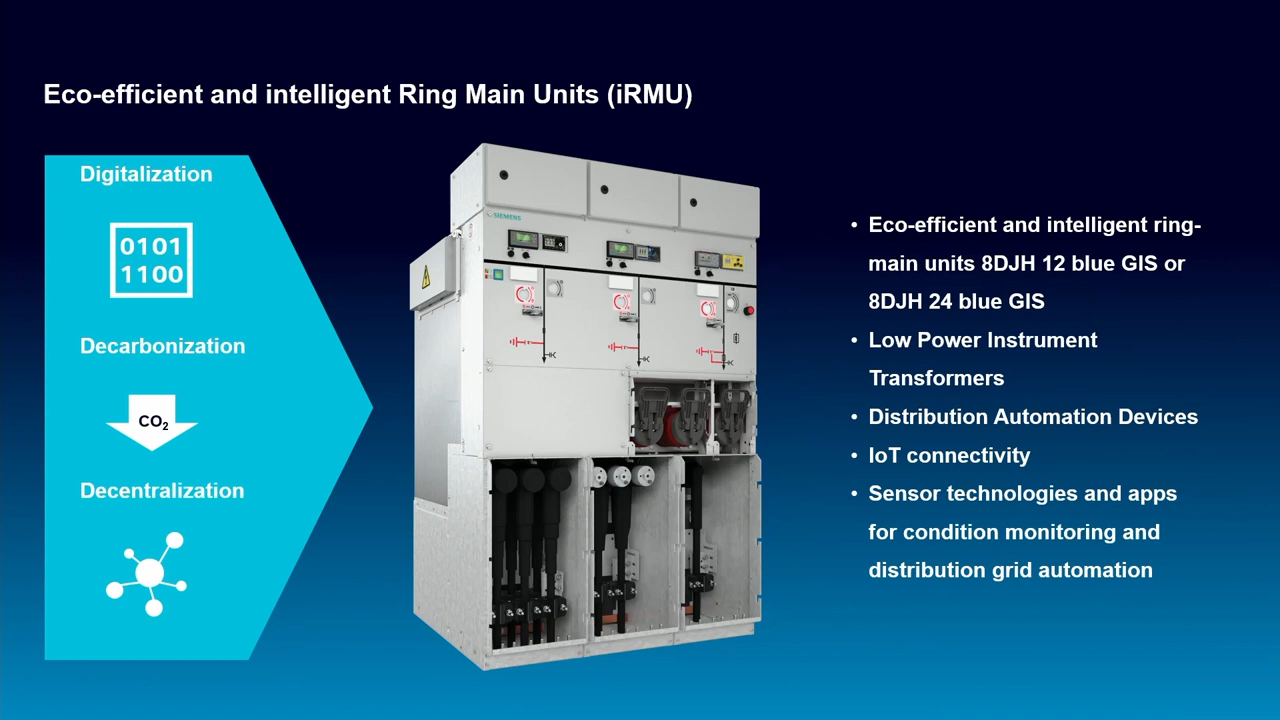 Eco-efficient and intelligent Ring Main Units (iRMU)
Digitalization
0101
1100
Decarbonization
CO₂
Decentralization
SIEMENS
• Eco-efficient and intelligent ring-
main units 8DJH 12 blue GIS or
8DJH 24 blue GIS
• Low Power Instrument
Transformers
• Distribution Automation Devices
• IoT connectivity
• Sensor technologies and apps
for condition monitoring and
distribution grid automation